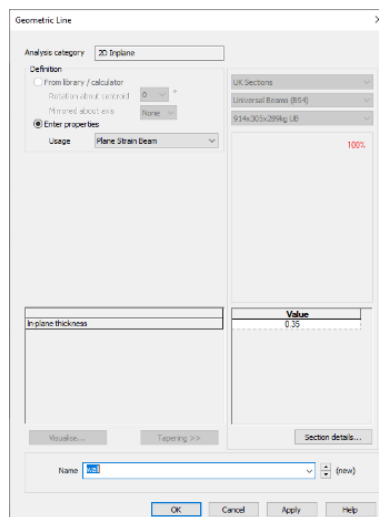 Geometric Line
Analysis category 2D Inplane
Definition
From library / calculator
Rotation about centroid 0 °
Mirrored about axis None
Enter properties
Usage Plane Strain Beam
UK Sections
Universal Beams (BS4)
914x305x289kg UB
100%
Value
In-plane thickness 0.35
Visualise... Tapering >> Section details...
Name wall (new)
OK Cancel Apply Help